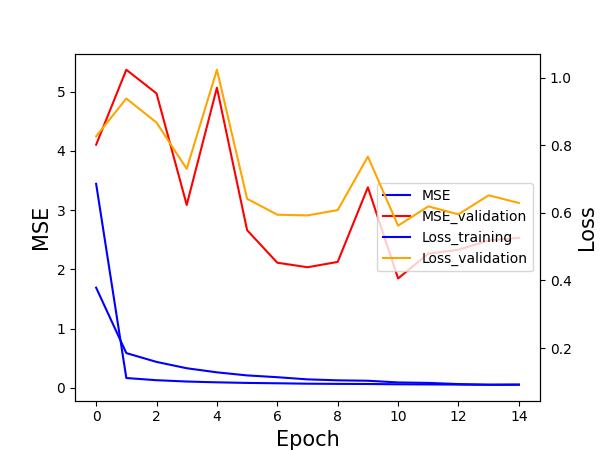 MSE
5
4
3
2
1
0
1.0
0.8
0.6
0.4
0.2
Loss
MSE
MSE_validation
Loss_training
Loss_validation
0 2 4 6 8 10 12 14
Epoch